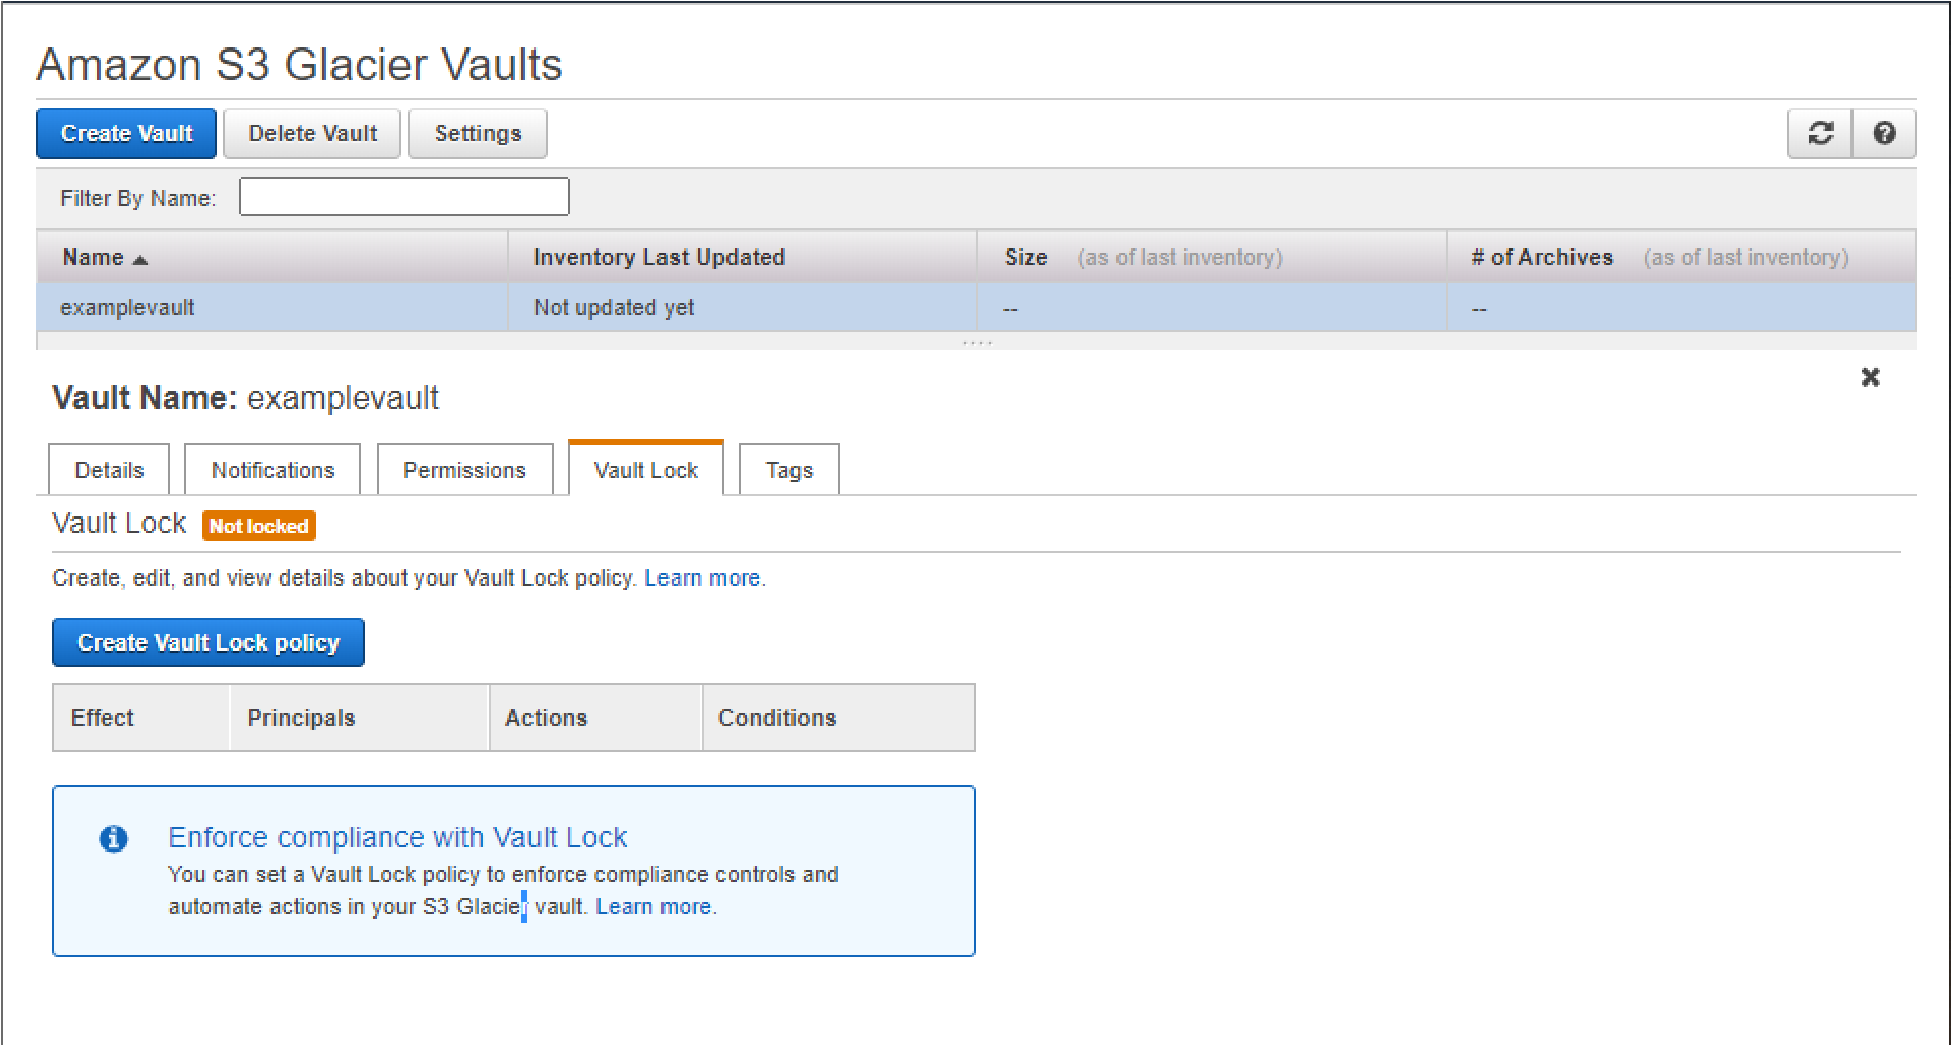 Amazon S3 Glacier Vaults
Create Vault Delete Vault Settings
Filter By Name:
Name Inventory Last Updated Size (as of last inventory) # of Archives (as of last inventory)
examplevault Not updated yet -- --
Vault Name: examplevault
Details Notifications Permissions Vault Lock Tags
Vault Lock Not locked
Create, edit, and view details about your Vault Lock policy. Learn more.
Create Vault Lock policy
Effect Principals Actions Conditions
Enforce compliance with Vault Lock
You can set a Vault Lock policy to enforce compliance controls and
automate actions in your S3 Glacier vault. Learn more.